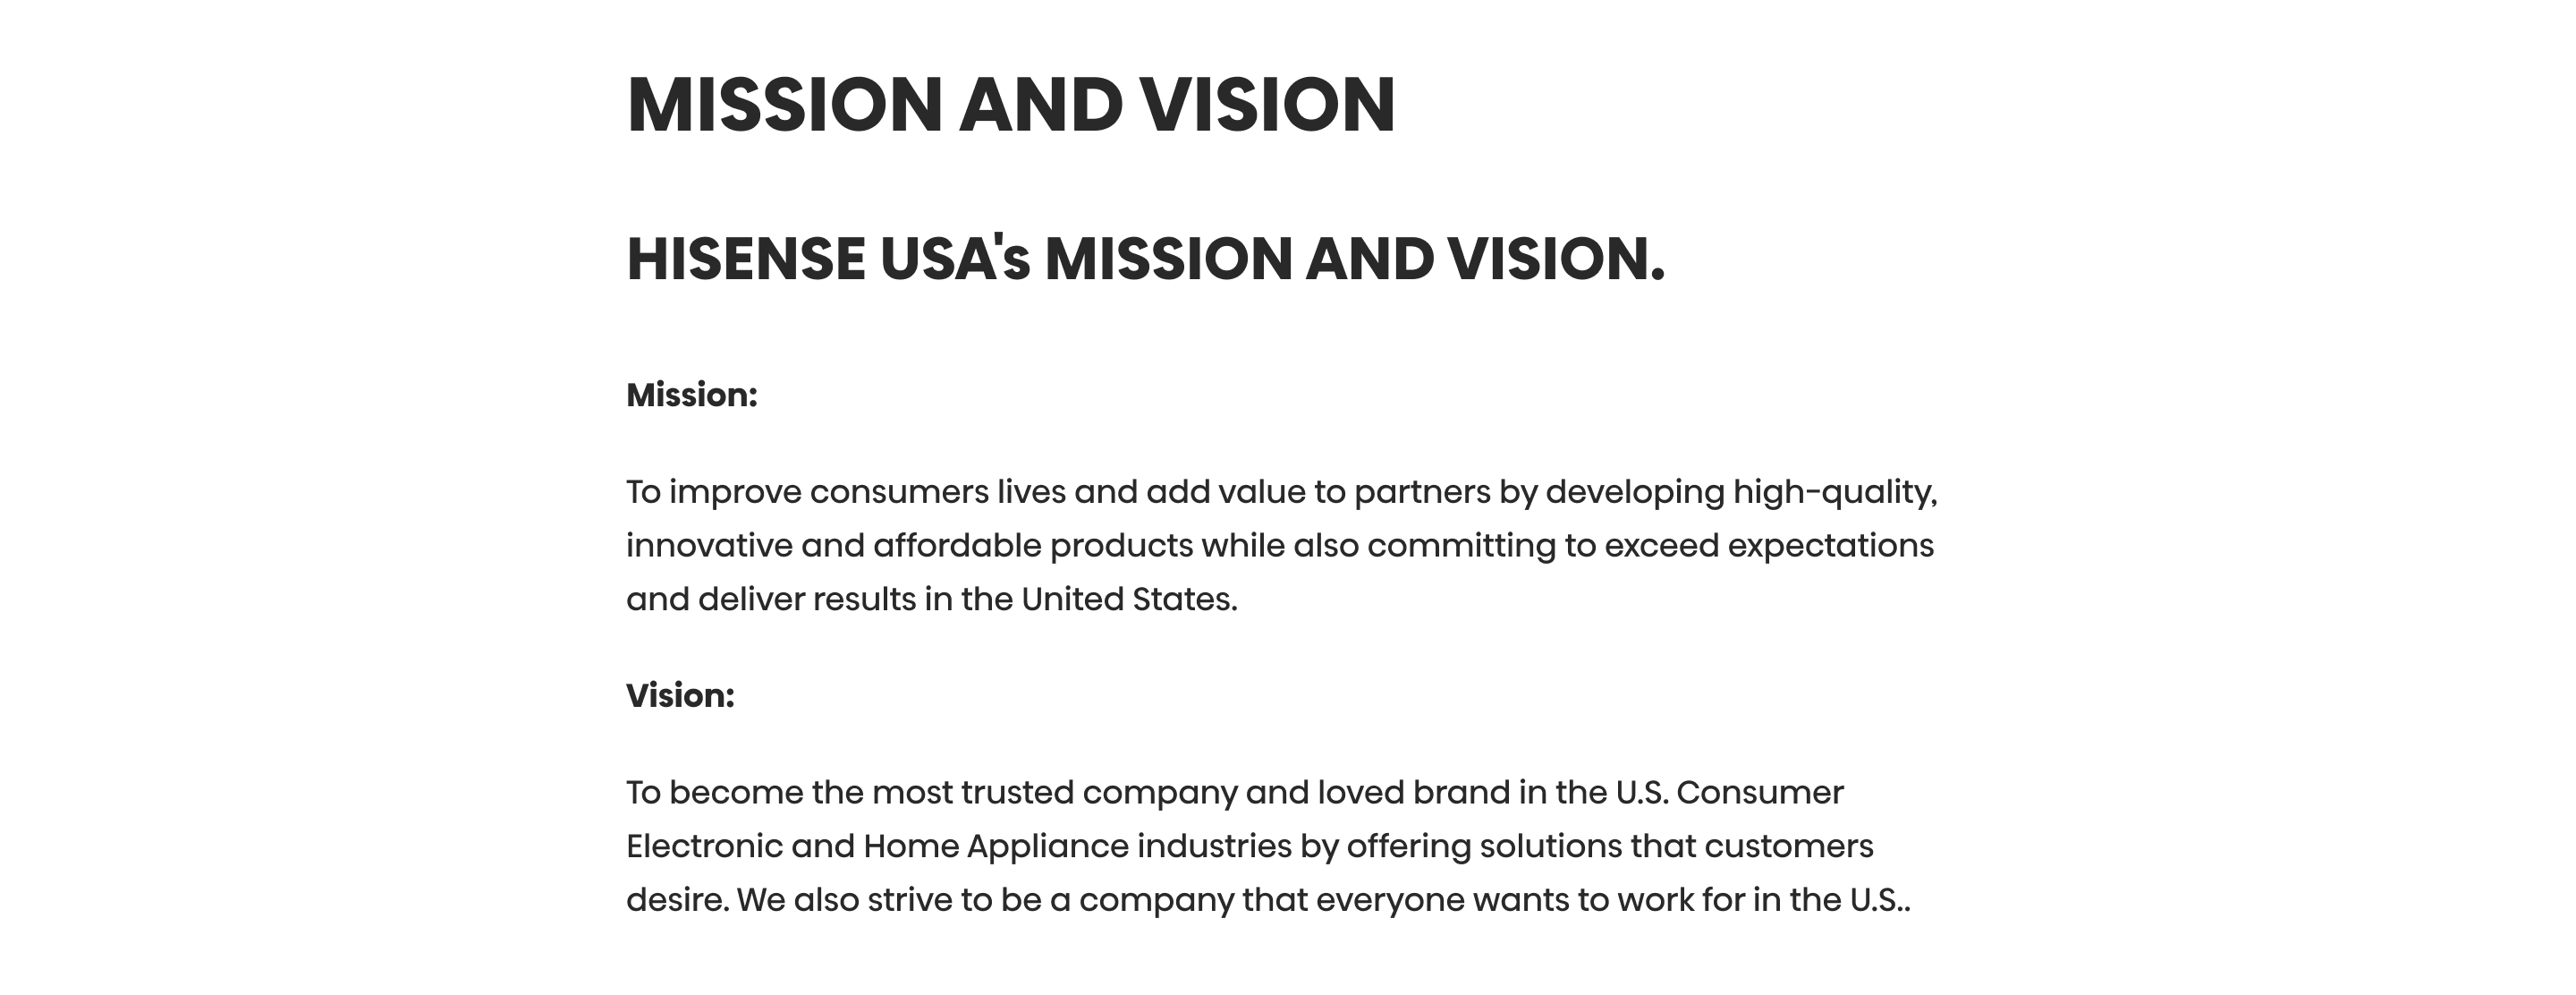 MISSION AND VISION
HISENSE USA's MISSION AND VISION.
Mission:
To improve consumers lives and add value to partners by developing high-quality,
innovative and affordable products while also committing to exceed expectations
and deliver results in the United States.
Vision:
To become the most trusted company and loved brand in the U.S. Consumer
Electronic and Home Appliance industries by offering solutions that customers
desire. We also strive to be a company that everyone wants to work for in the U.S..